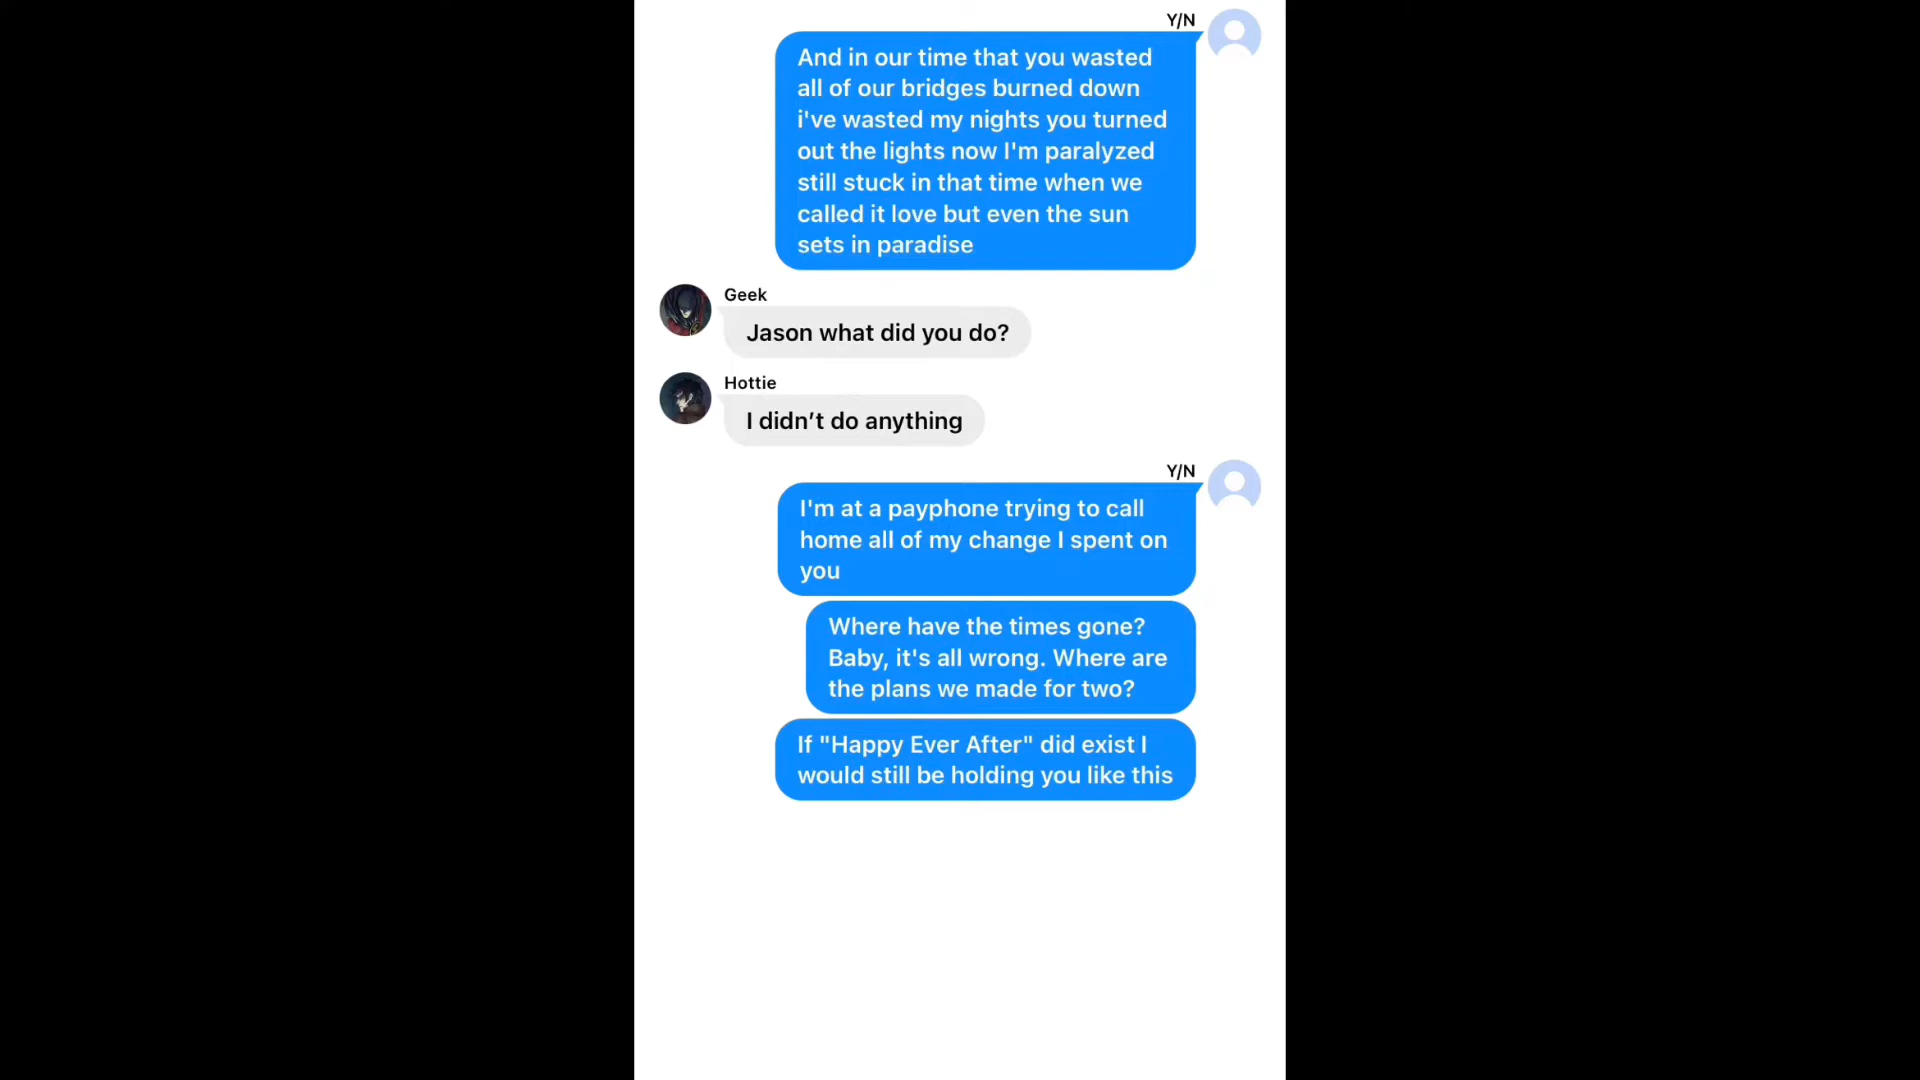 Y/N
And in our time that you wasted
all of our bridges burned down
i've wasted my nights you turned
out the lights now I'm paralyzed
still stuck in that time when we
called it love but even the sun
sets in paradise
Geek
Jason what did you do?
Hottie
I didn’t do anything
Y/N
I'm at a payphone trying to call
home all of my change I spent on
you
Where have the times gone?
Baby, it's all wrong. Where are
the plans we made for two?
If "Happy Ever After" did exist I
would still be holding you like this